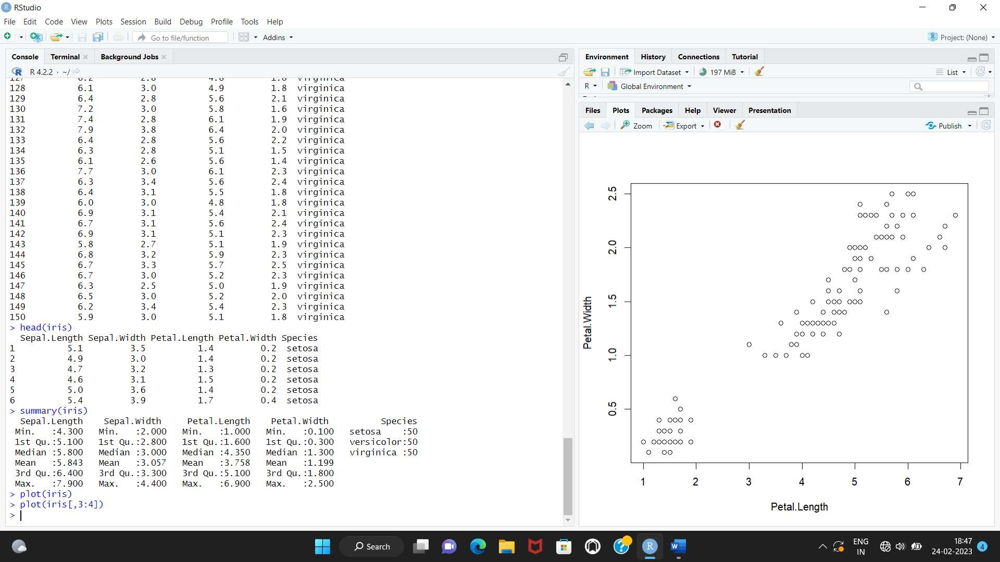 RStudio
File Edit Code View Plots Session Build Debug Profile Tools Help
Go to file/function Addins Project: (None)
Console Terminal Background Jobs
R 4.2.2 · ~/
127 6.2 2.8 4.8 1.8 virginica
128 6.1 3.0 4.9 1.8 virginica
129 6.4 2.8 5.6 2.1 virginica
130 7.2 3.0 5.8 1.6 virginica
131 7.4 2.8 6.1 1.9 virginica
132 7.9 3.8 6.4 2.0 virginica
133 6.4 2.8 5.6 2.2 virginica
134 6.3 2.8 5.1 1.5 virginica
135 6.1 2.6 5.6 1.4 virginica
136 7.7 3.0 6.1 2.3 virginica
137 6.3 3.4 5.6 2.4 virginica
138 6.4 3.1 5.5 1.8 virginica
139 6.0 3.0 4.8 1.8 virginica
140 6.9 3.1 5.4 2.1 virginica
141 6.7 3.1 5.6 2.4 virginica
142 6.9 3.1 5.1 2.3 virginica
143 5.8 2.7 5.1 1.9 virginica
144 6.8 3.2 5.9 2.3 virginica
145 6.7 3.3 5.7 2.5 virginica
146 6.7 3.0 5.2 2.3 virginica
147 6.3 2.5 5.0 1.9 virginica
148 6.5 3.0 5.2 2.0 virginica
149 6.2 3.4 5.4 2.3 virginica
150 5.9 3.0 5.1 1.8 virginica
> head(iris)
Sepal.Length Sepal.Width Petal.Length Petal.Width Species
1 5.1 3.5 1.4 0.2 setosa
2 4.9 3.0 1.4 0.2 setosa
3 4.7 3.2 1.3 0.2 setosa
4 4.6 3.1 1.5 0.2 setosa
5 5.0 3.6 1.4 0.2 setosa
6 5.4 3.9 1.7 0.4 setosa
> summary(iris)
Sepal.Length Sepal.Width Petal.Length Petal.Width Species
Min. :4.300 Min. :2.000 Min. :1.000 Min. :0.100 setosa :50
1st Qu.:5.100 1st Qu.:2.800 1st Qu.:1.600 1st Qu.:0.300 versicolor:50
Median :5.800 Median :3.000 Median :4.350 Median :1.300 virginica :50
Mean :5.843 Mean :3.057 Mean :3.758 Mean :1.199
3rd Qu.:6.400 3rd Qu.:3.300 3rd Qu.:5.100 3rd Qu.:1.800
Max. :7.900 Max. :4.400 Max. :6.900 Max. :2.500
> plot(iris)
> plot(iris[,3:4])
>
Environment History Connections Tutorial
Import Dataset 197 MiB List
R Global Environment
Files Plots Packages Help Viewer Presentation
Zoom Export Publish
2.5
2.0
1.5
1.0
0.5
Petal.Width
1 2 3 4 5 6 7
Petal.Length
Search
ENG
IN
18:47
24-02-2023
4